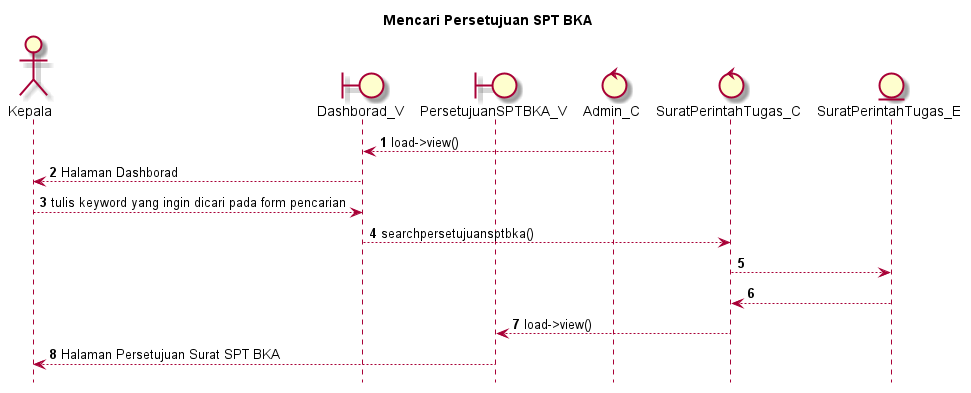 Mencari Persetujuan SPT BKA
Kepala
Dashborad_V
PersetujuanSPTBKA_V
Admin_C
SuratPerintahTugas_C
SuratPerintahTugas_E
1 load->view()
2 Halaman Dashborad
3 tulis keyword yang ingin dicari pada form pencarian
4 searchpersetujuansptbka()
5
6
7 load->view()
8 Halaman Persetujuan Surat SPT BKA